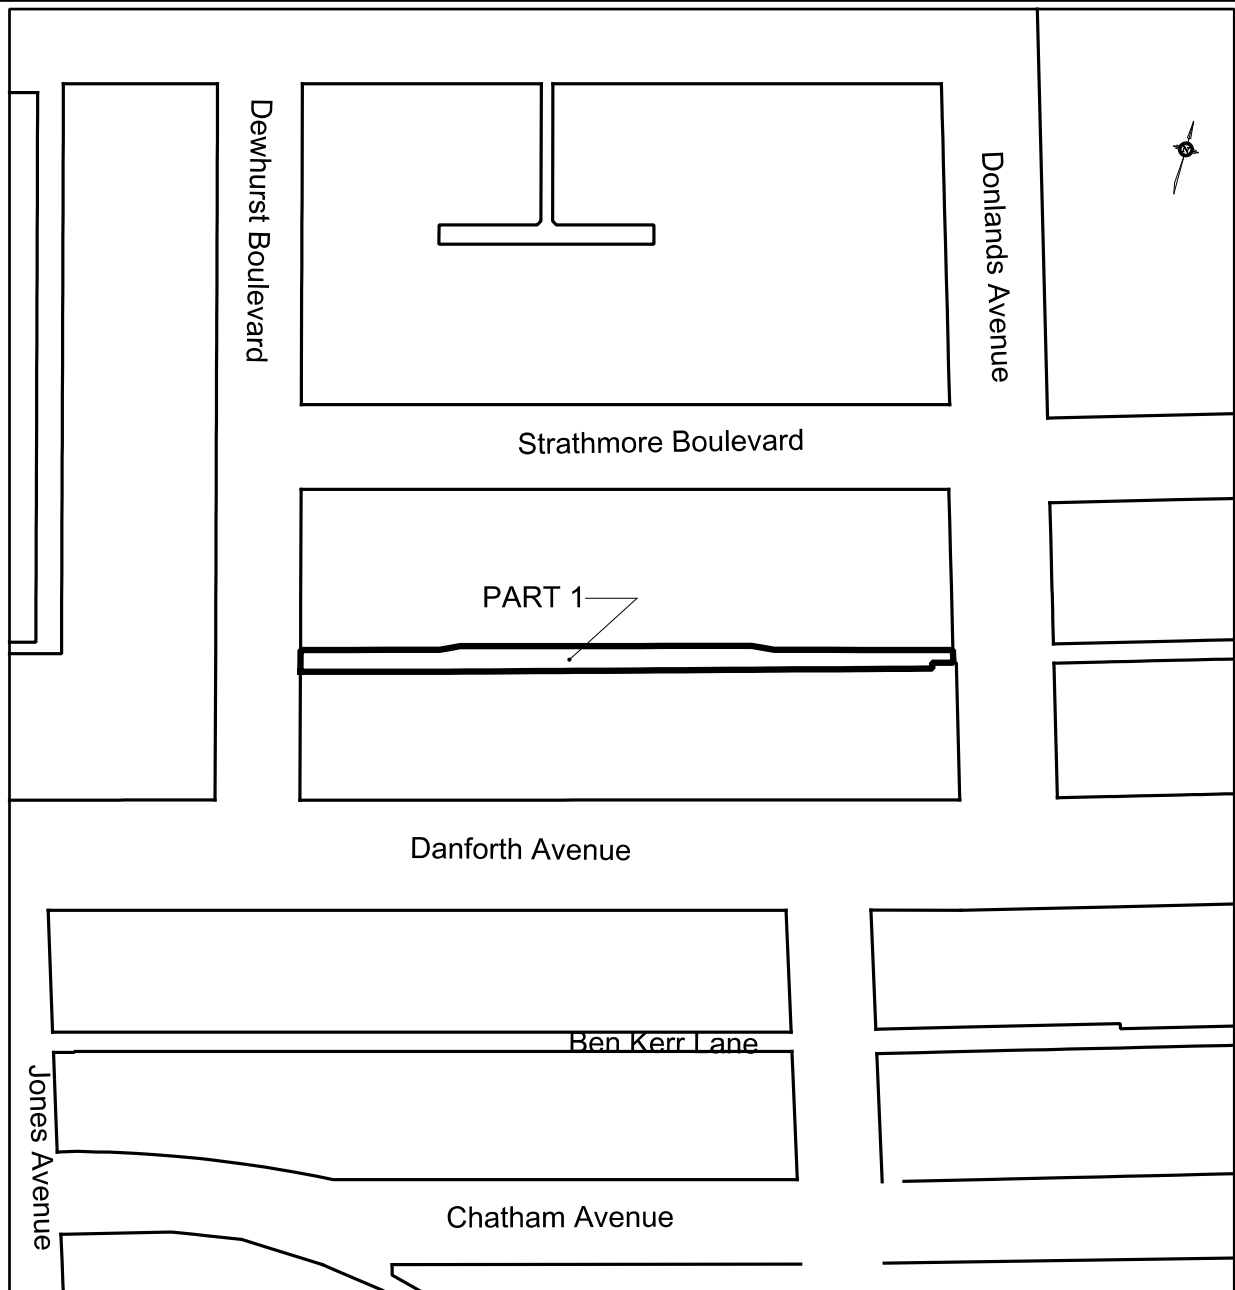 Dewhurst Boulevard
Donlands Avenue
N
Strathmore Boulevard
PART 1
Danforth Avenue
Ben Kerr Lane
Jones Avenue
Chatham Avenue